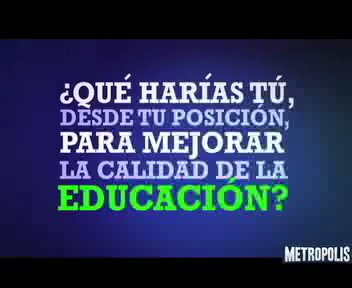 ¿QUÉ HARÍAS TÚ,
DESDE TU POSICIÓN,
PARA MEJORAR
LA CALIDAD DE LA
EDUCACIÓN?
METROPOLIS